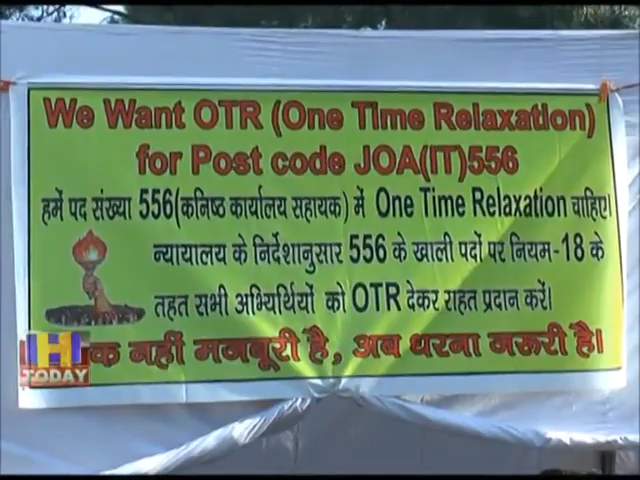 We Want OTR (One Time Relaxation)
for Post code JOA(IT)556
हमें पद संख्या 556(कनिष्ठ कार्यालय सहायक) में One Time Relaxation चाहिए।
न्यायालय के निर्देशानुसार 556 के खाली पदों पर नियम-18 के
तहत सभी अभ्यिर्थियों को OTR देकर राहत प्रदान करें।
नहीं मजबूरी है, अब धरना जरूरी है।
H
TODAY